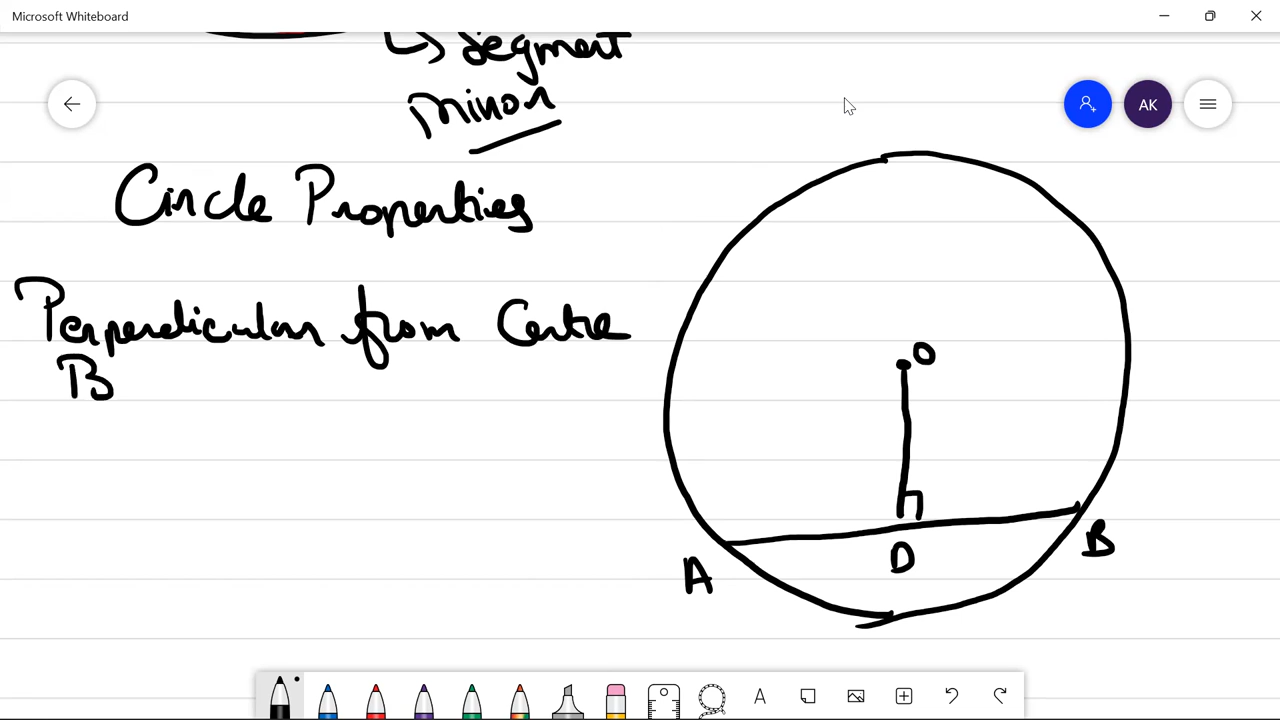 Microsoft Whiteboard
↳ Segment
Minor
AK
Circle Properties
Perpendicular from Centre
B
O
D
A
B
A